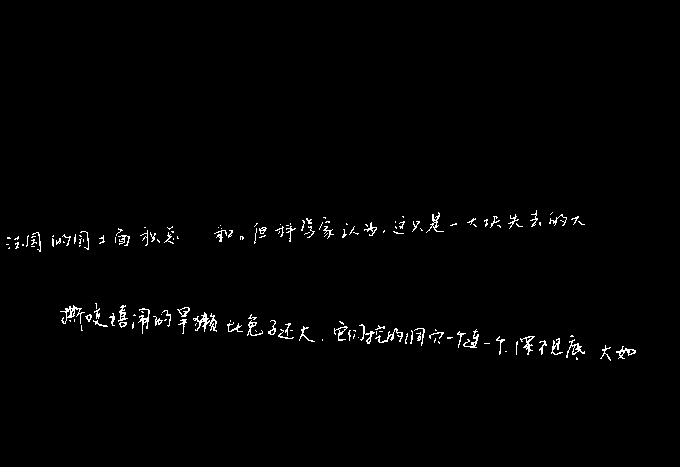 法国的国土面积总和。但科学家认为,这只是一大块失去的大
撕咬嬉闹的旱獭比兔子还大.它们挖的洞穴一个连一个,深不见底 大如